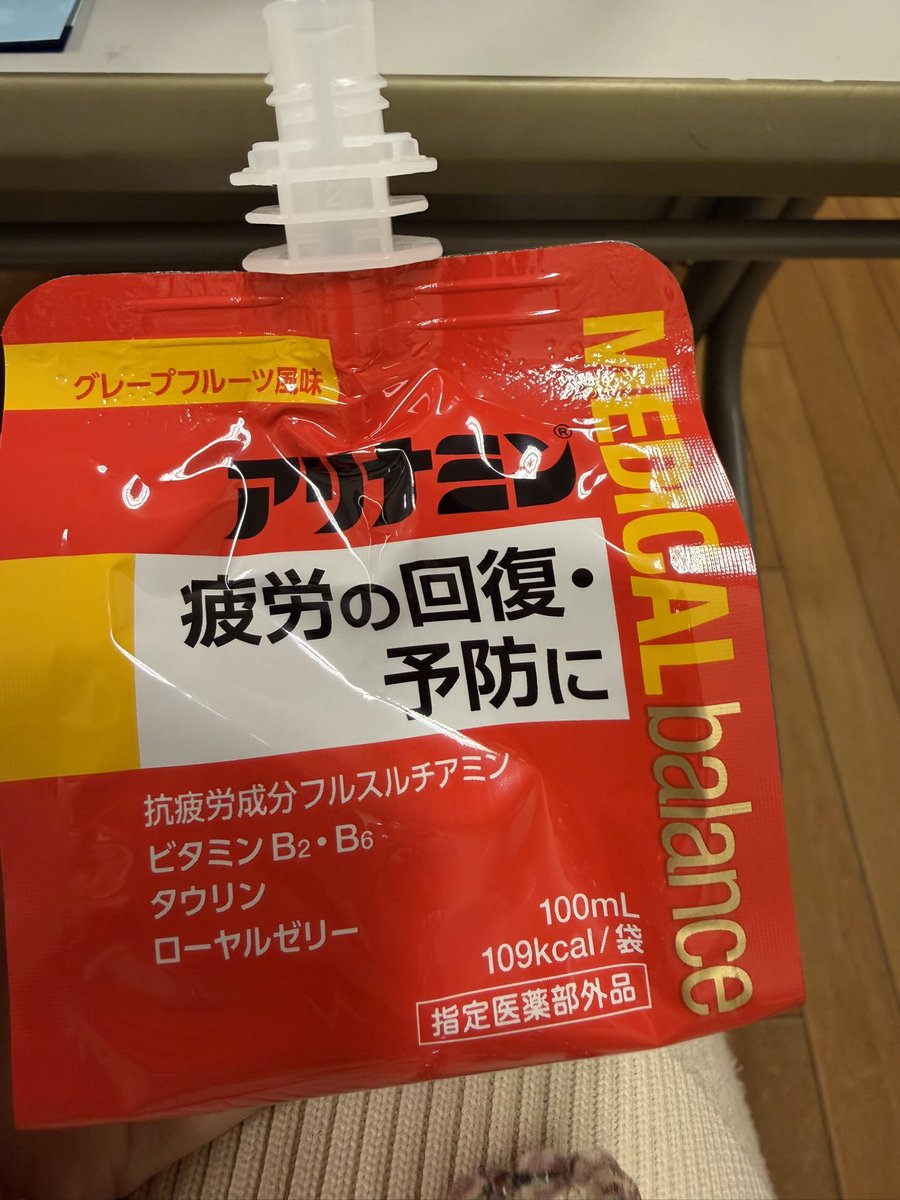 グレープフルーツ風味
アリナミン®
疲労の回復・
予防に
抗疲労成分フルスルチアミン
ビタミンB2・B6
タウリン
ローヤルゼリー
100mL
109kcal/袋
指定医薬部外品
MEDICAL balance